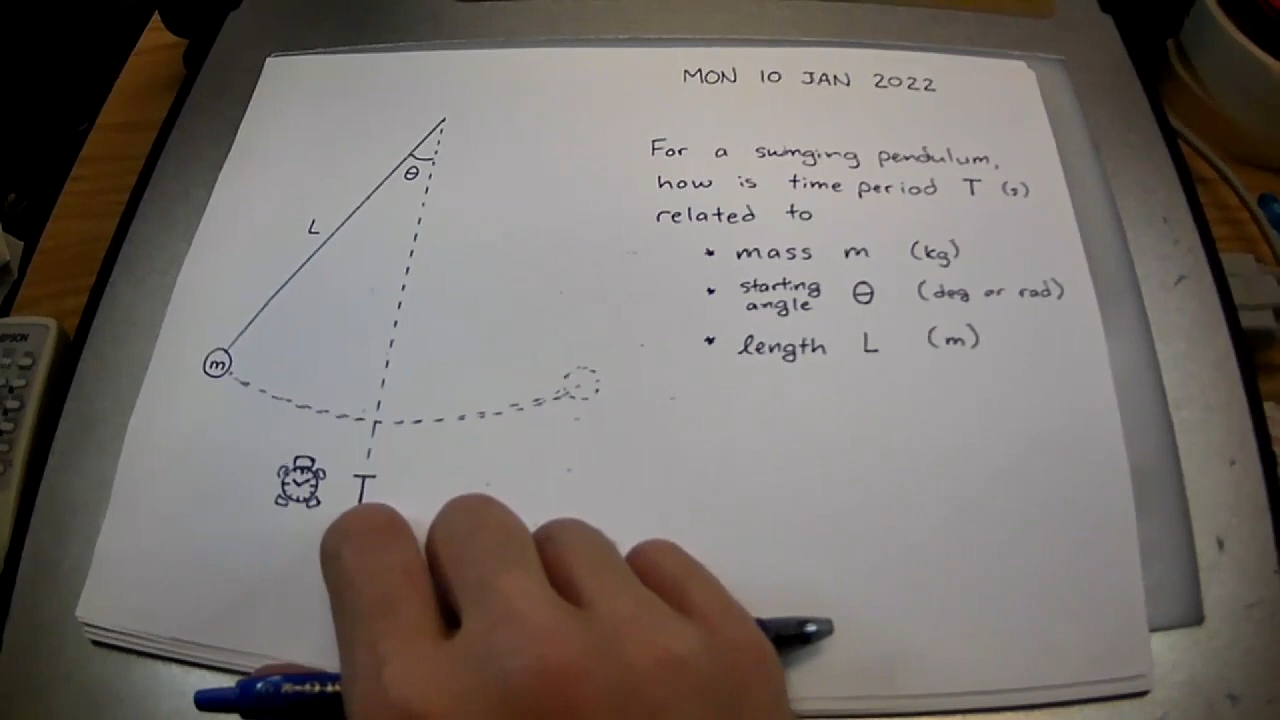 MON 10 JAN 2022
For a swinging pendulum,
how is time period T (s)
related to
* mass m (kg)
* starting angle θ (deg or rad)
* length L (m)
θ
L
m
T
EPSON